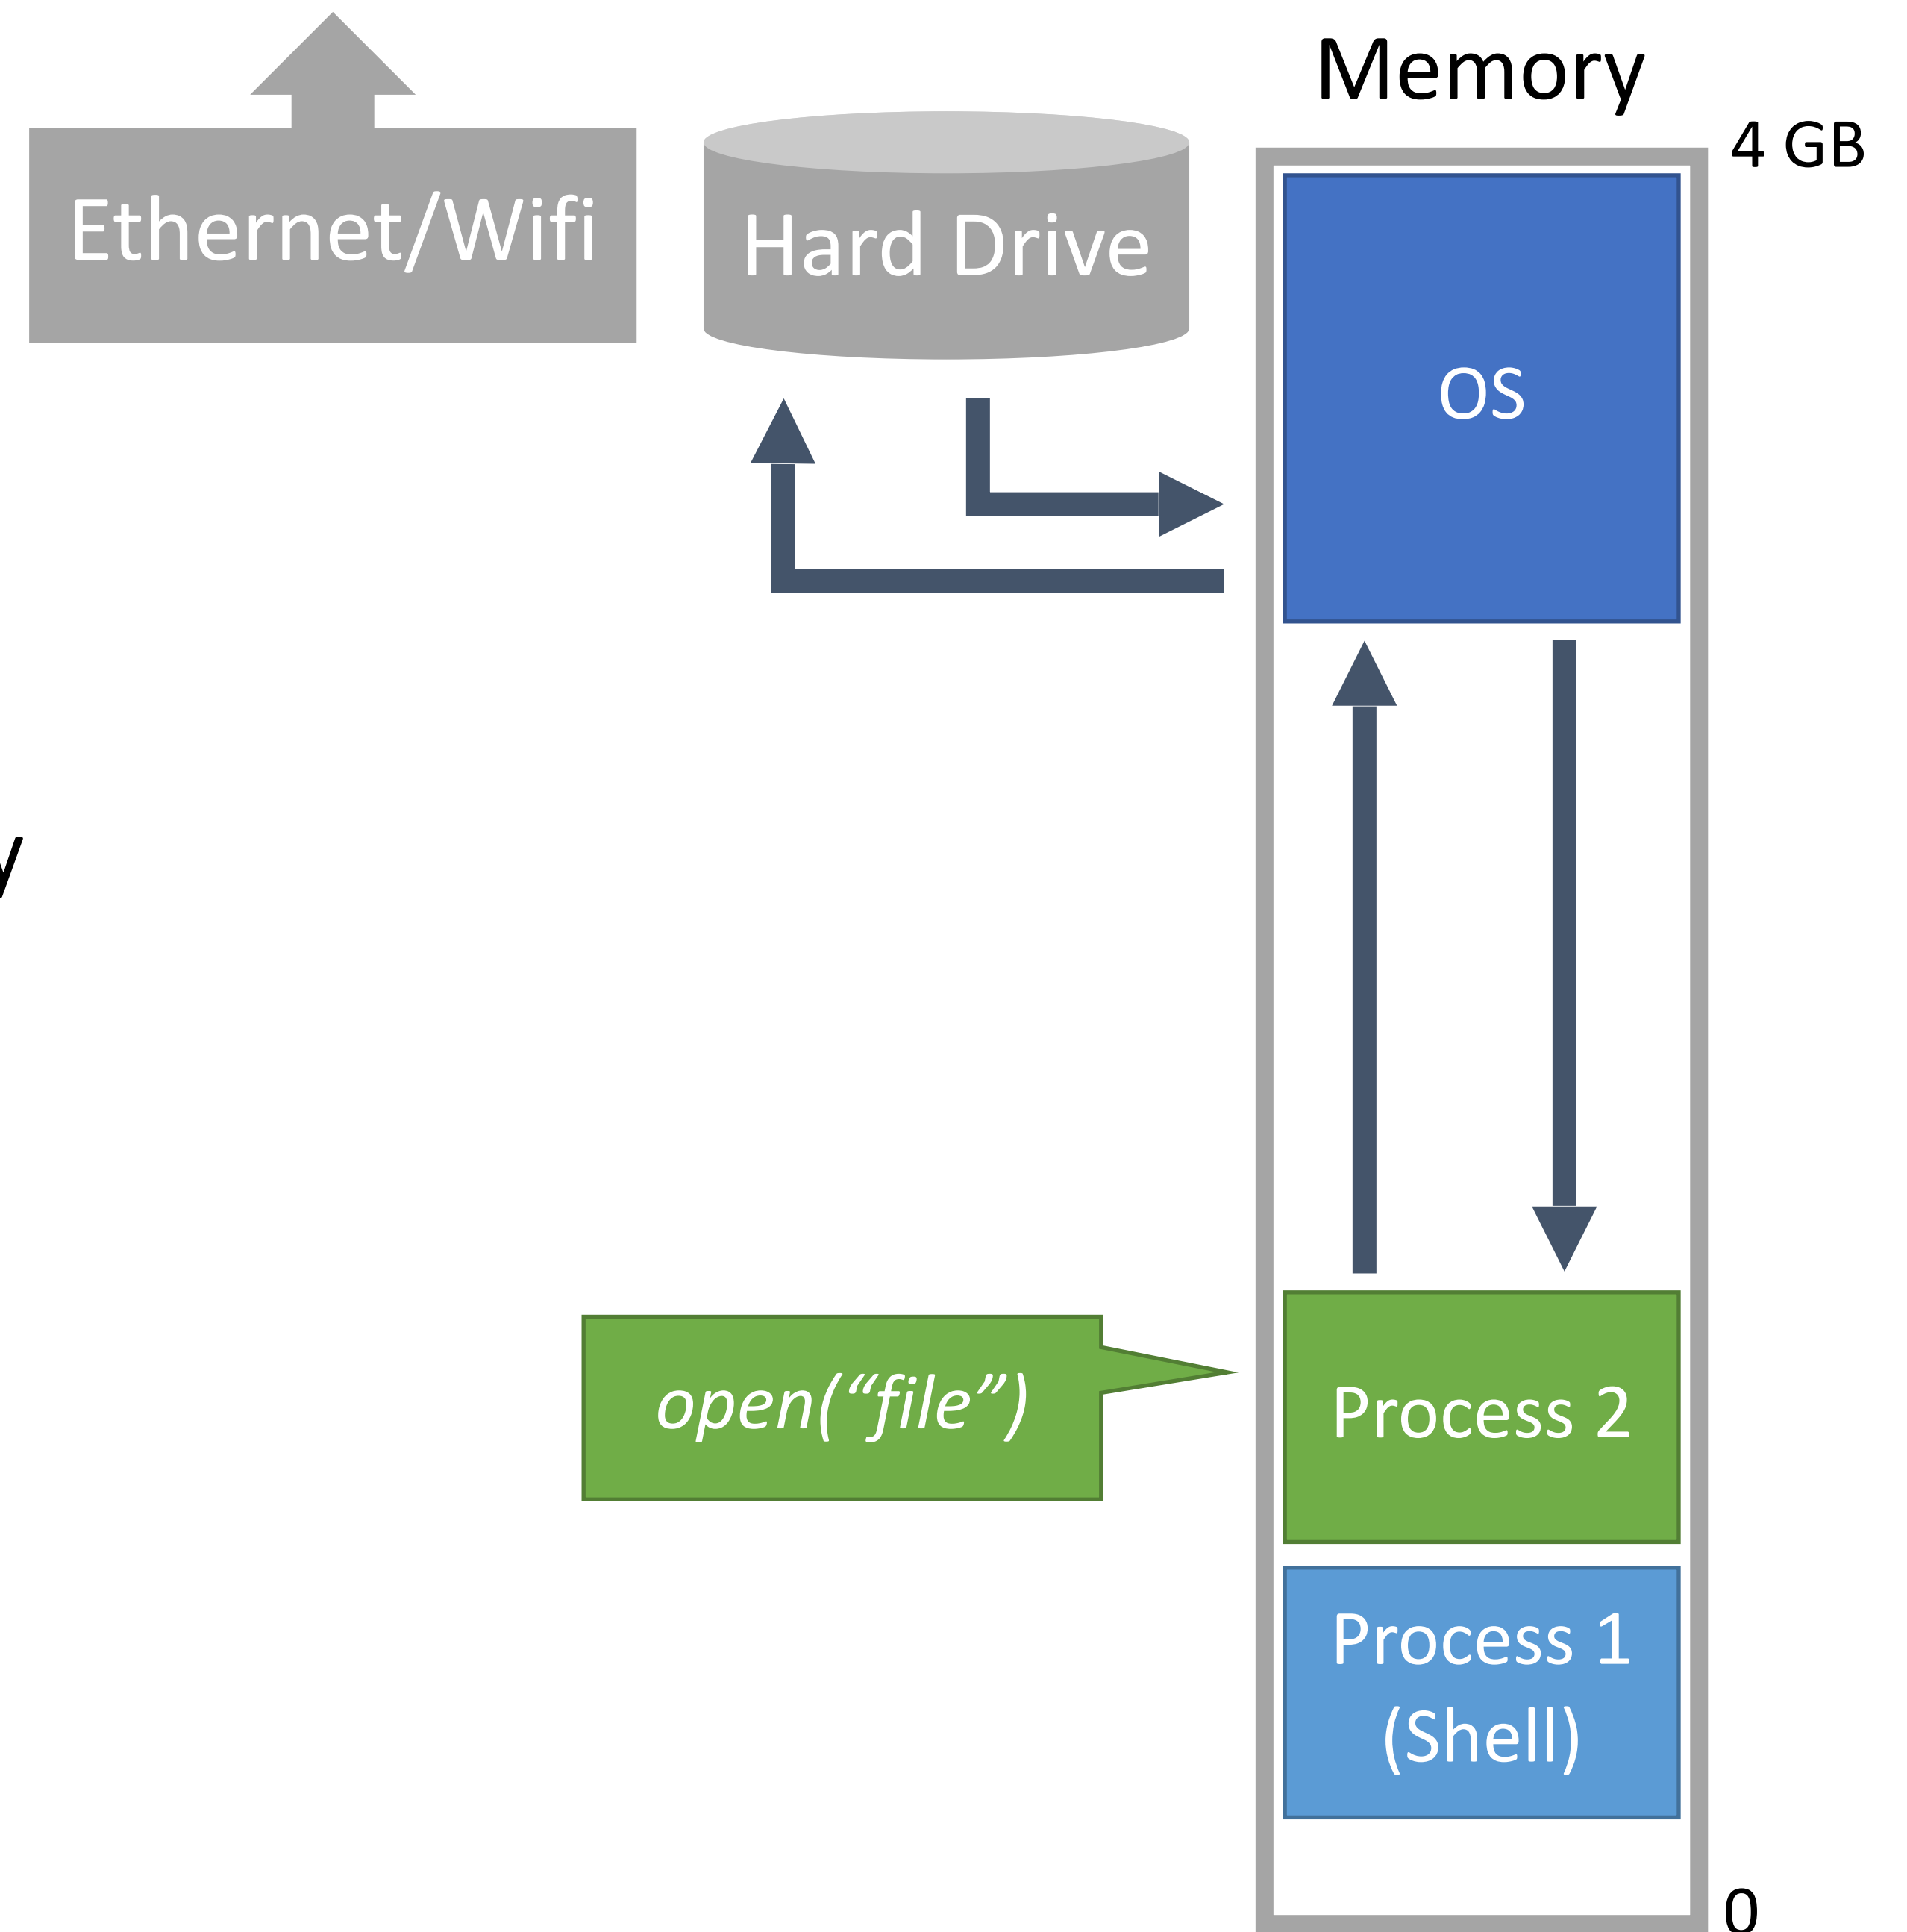 Memory
4 GB
Ethernet/Wifi
Hard Drive
OS
y
open(“file”)
Process 2
Process 1
(Shell)
0